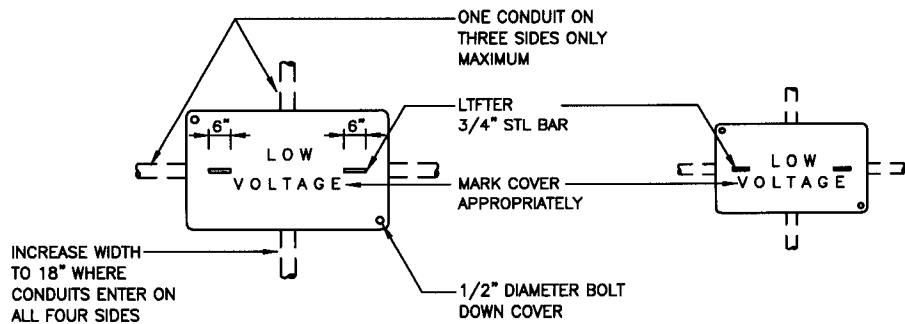 ONE CONDUIT ON
THREE SIDES ONLY
MAXIMUM
LTFTER
3/4" STL BAR
6" 6"
LOW
VOLTAGE
LOW
VOLTAGE
MARK COVER
APPROPRIATELY
INCREASE WIDTH
TO 18" WHERE
CONDUITS ENTER ON
ALL FOUR SIDES
1/2" DIAMETER BOLT
DOWN COVER